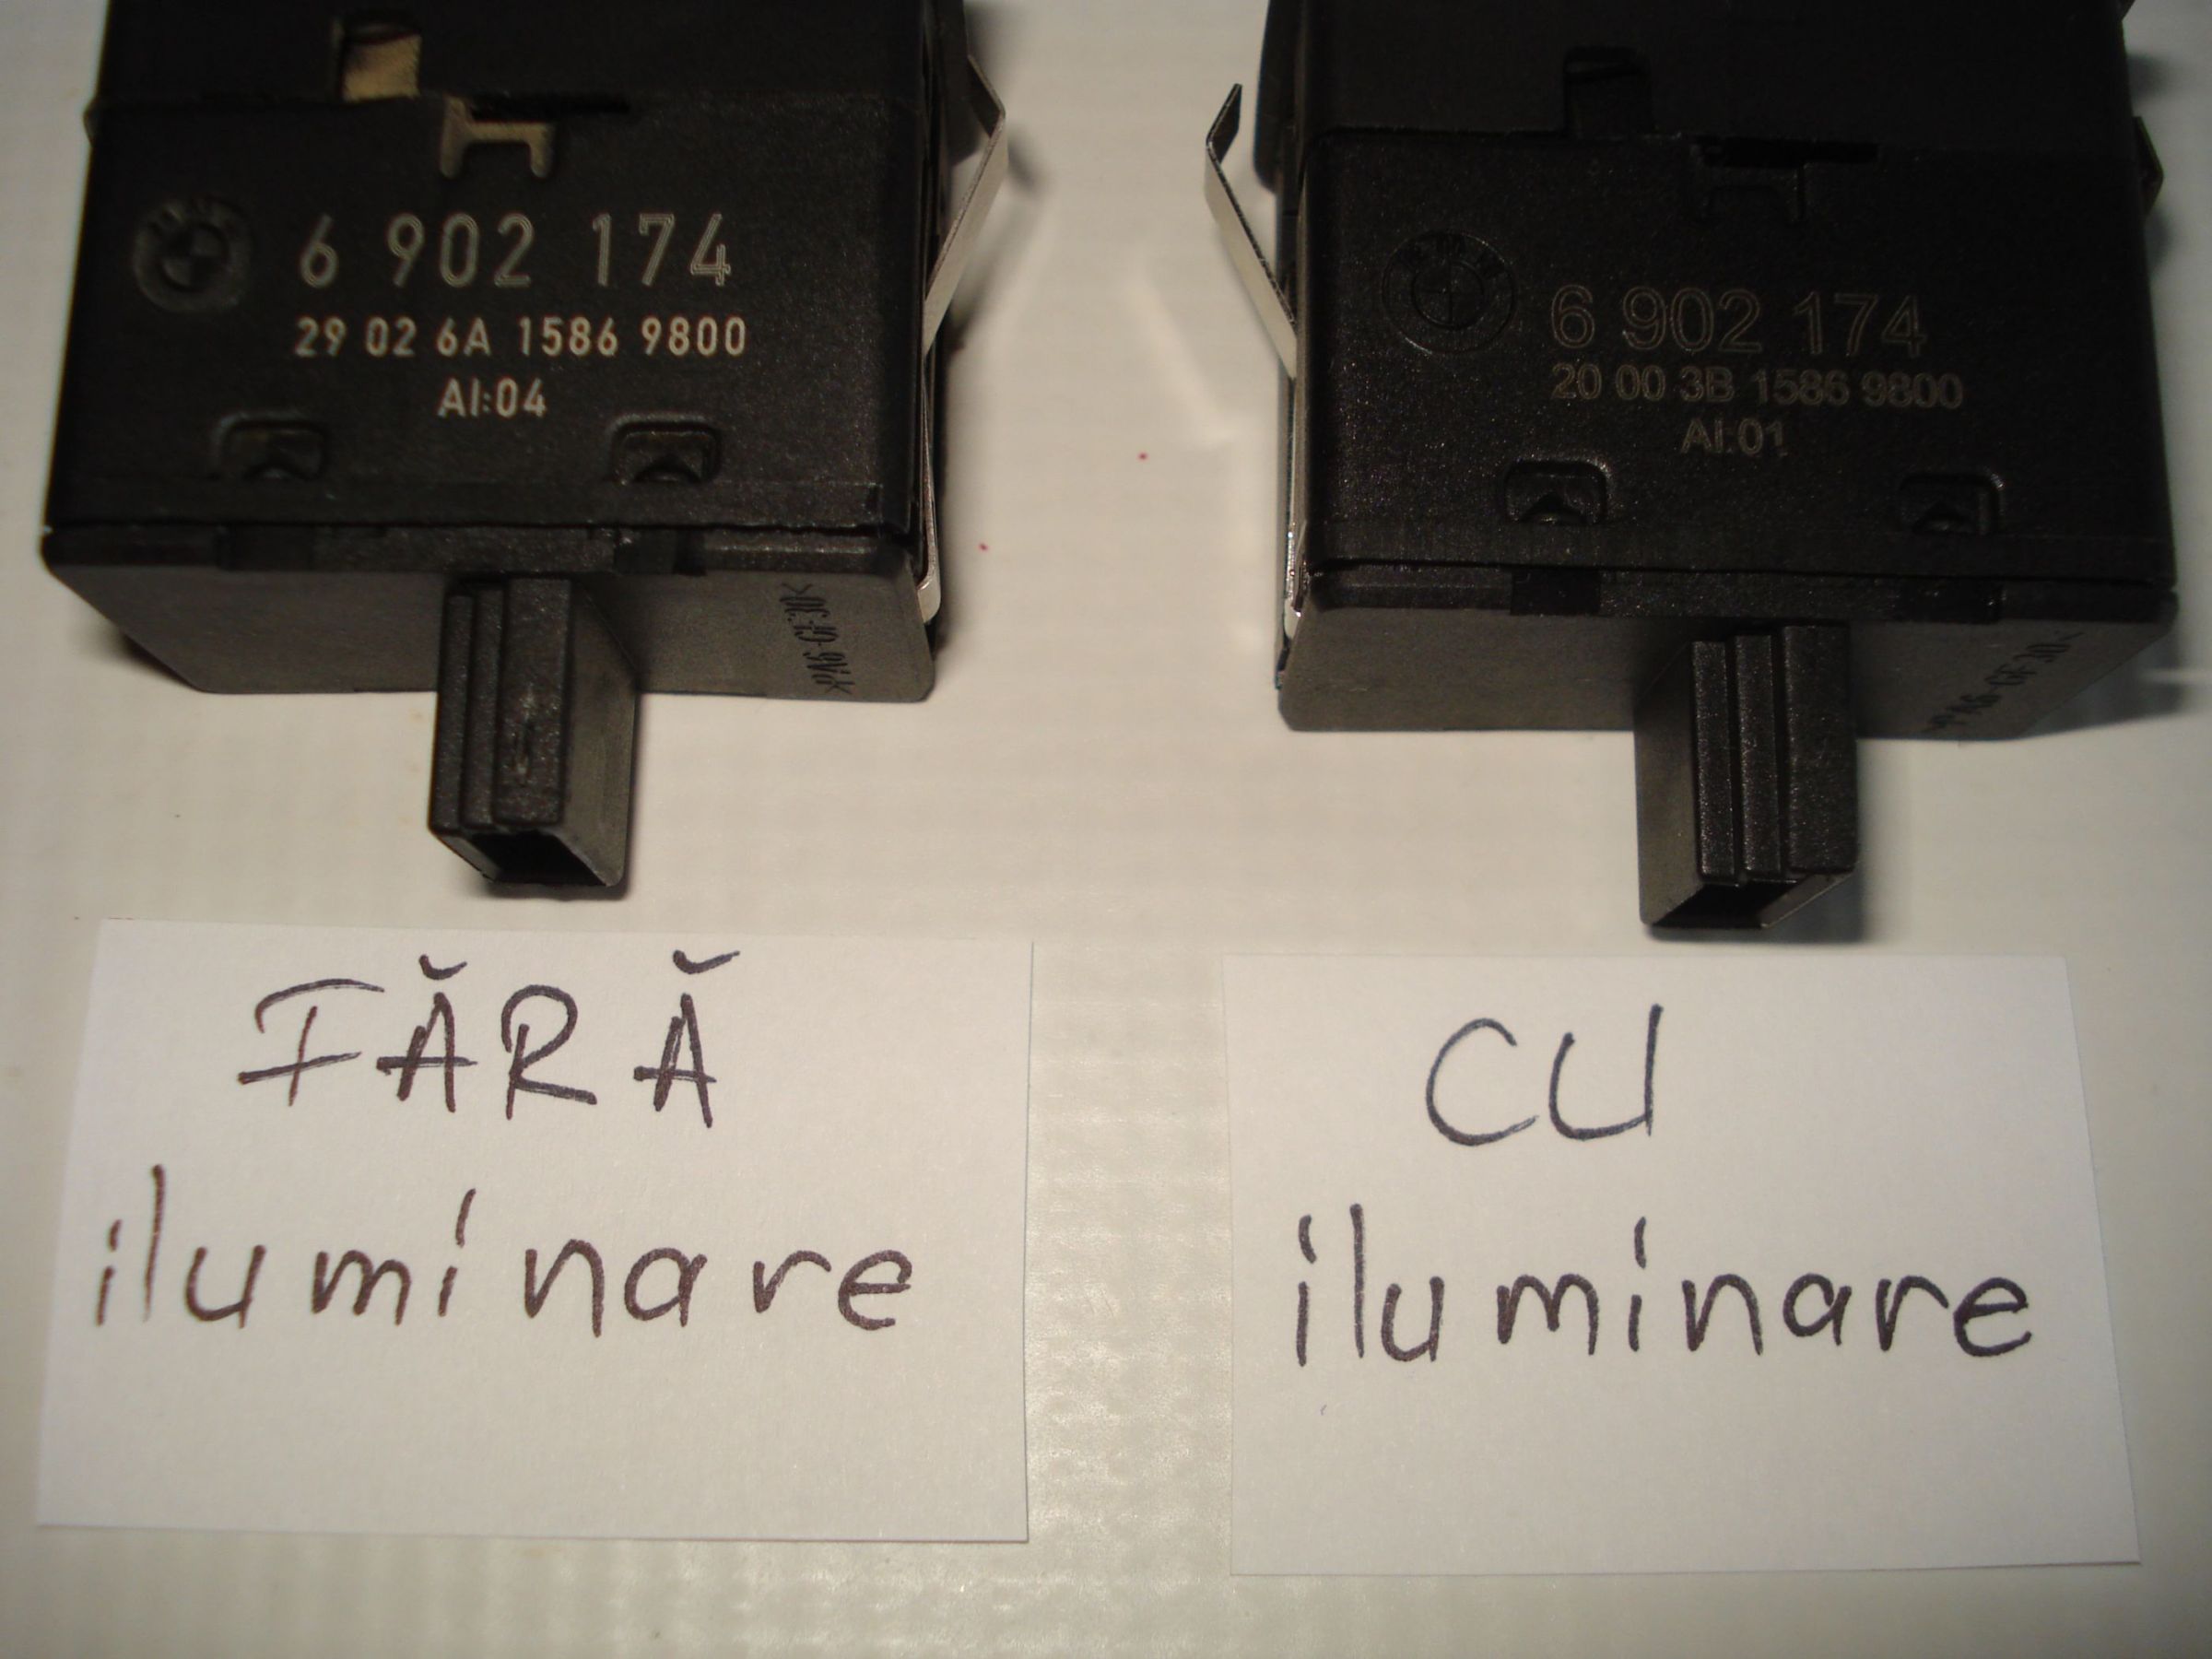 6 902 174
29 02 6A 1586 9800
AI:04
6 902 174
20 00 3B 1586 9800
AI:01
FĂRĂ
iluminare
CU
iluminare